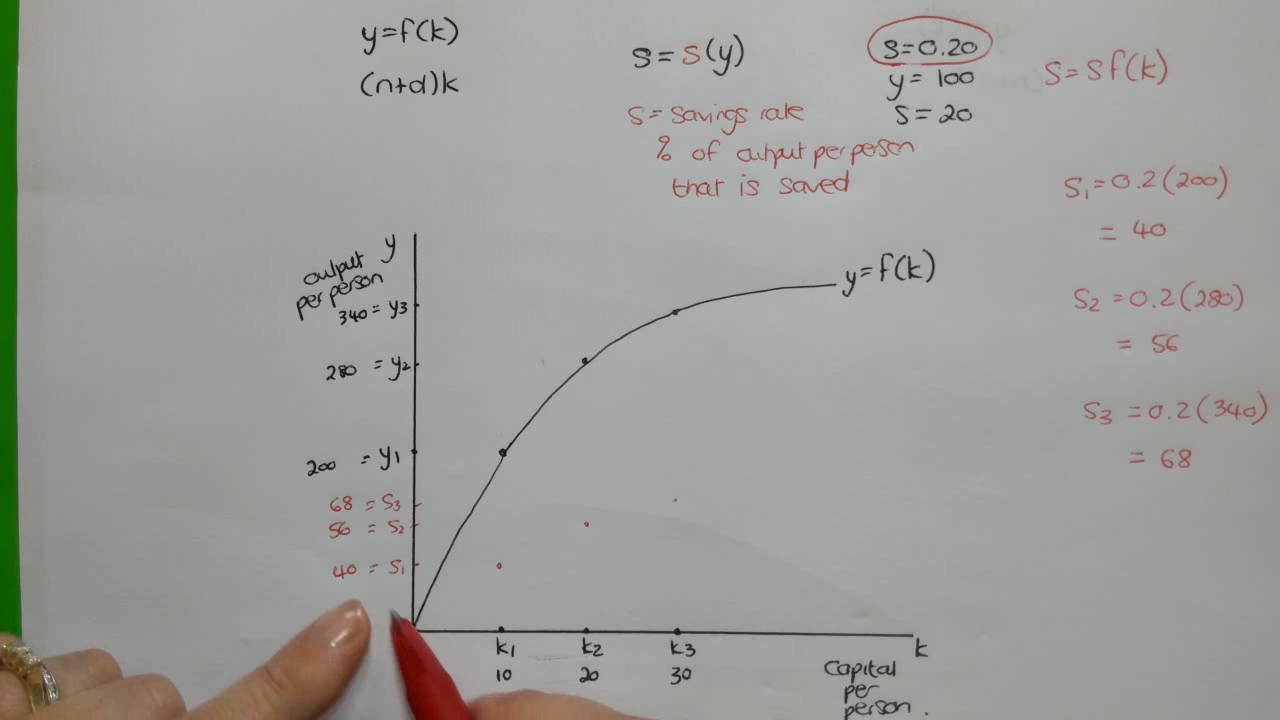 y=f(k)
(n+d)k
s = s(y)
s=0.20
y= 100
s= 20
s= sf(k)
s= savings rate
% of output per person
that is saved
S1=0.2(200)
= 40
S2 =0.2(280)
= 56
S3 =0.2(340)
= 68
y
output
per person
340 = y3
280 = y2
200 = y1
68 = S3
56 = S2
40 = S1
y=f(k)
k1 k2 k3 k
10 20 30
Capital
per
person.